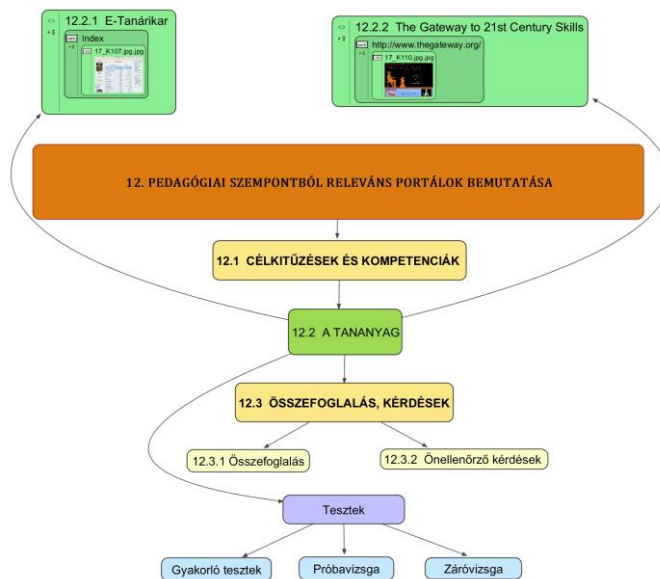 12.2.1 E-Tanárikar
Index
17_K107.jpg.jpg
12.2.2 The Gateway to 21st Century Skills
http://www.thegateway.org/
17_K110.jpg.jpg
12. PEDAGÓGIAI SZEMPONTBÓL RELEVÁNS PORTÁLOK BEMUTATÁSA
12.1 CÉLKITŰZÉSEK ÉS KOMPETENCIÁK
12.2 A TANANYAG
12.3 ÖSSZEFOGLALÁS, KÉRDÉSEK
12.3.1 Összefoglalás
12.3.2 Önellenőrző kérdések
Tesztek
Gyakorló tesztek
Próbavizsga
Záróvizsga